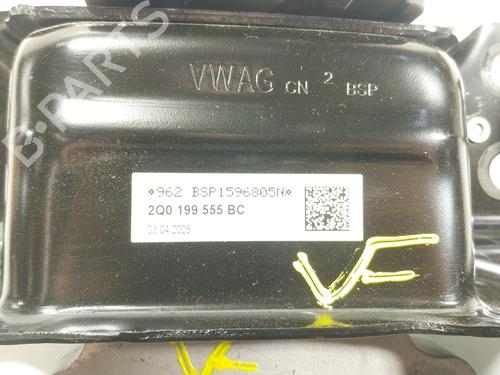 VWAG CN 2 BSP
*962 BSP1596805N*
2Q0 199 555 BC
08.04.2025
VF
B-PARTS